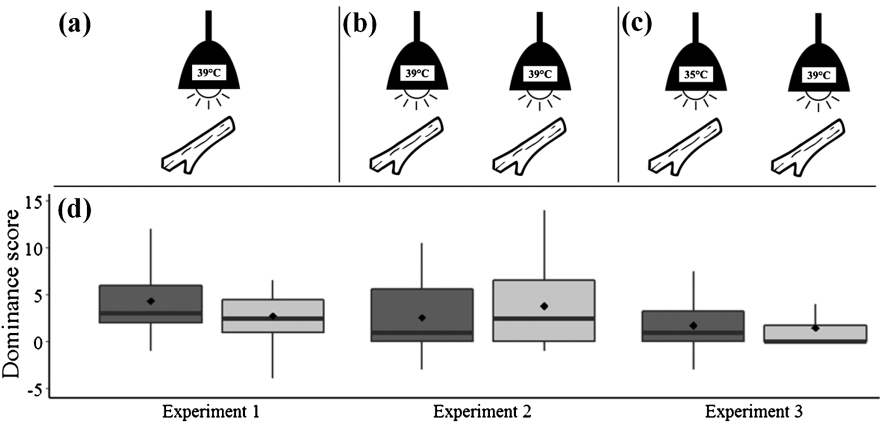 (a) (b) (c)
39°C 39°C 39°C 35°C 39°C
(d)
Dominance score
15
10
5
0
-5
Experiment 1 Experiment 2 Experiment 3